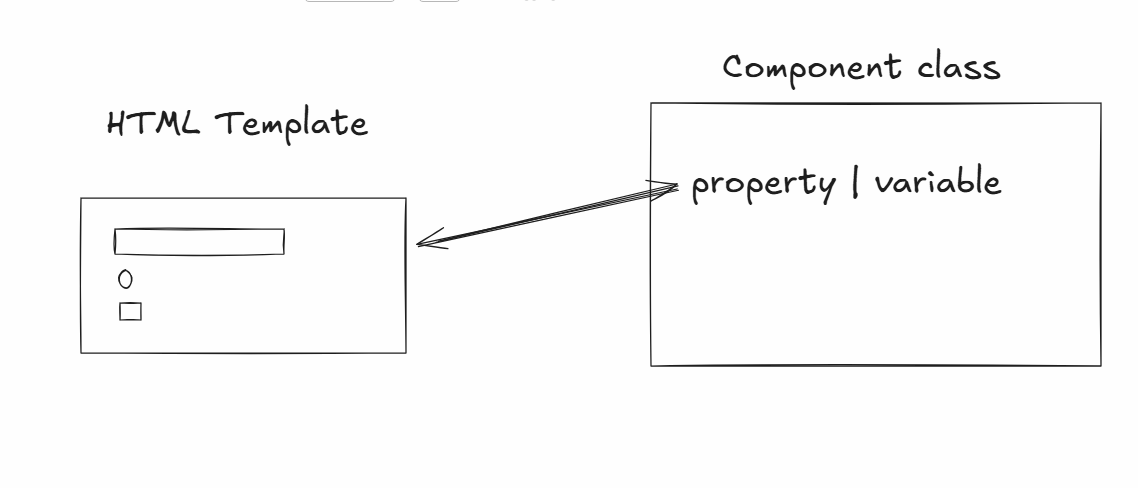 Component class
HTML Template
property | variable